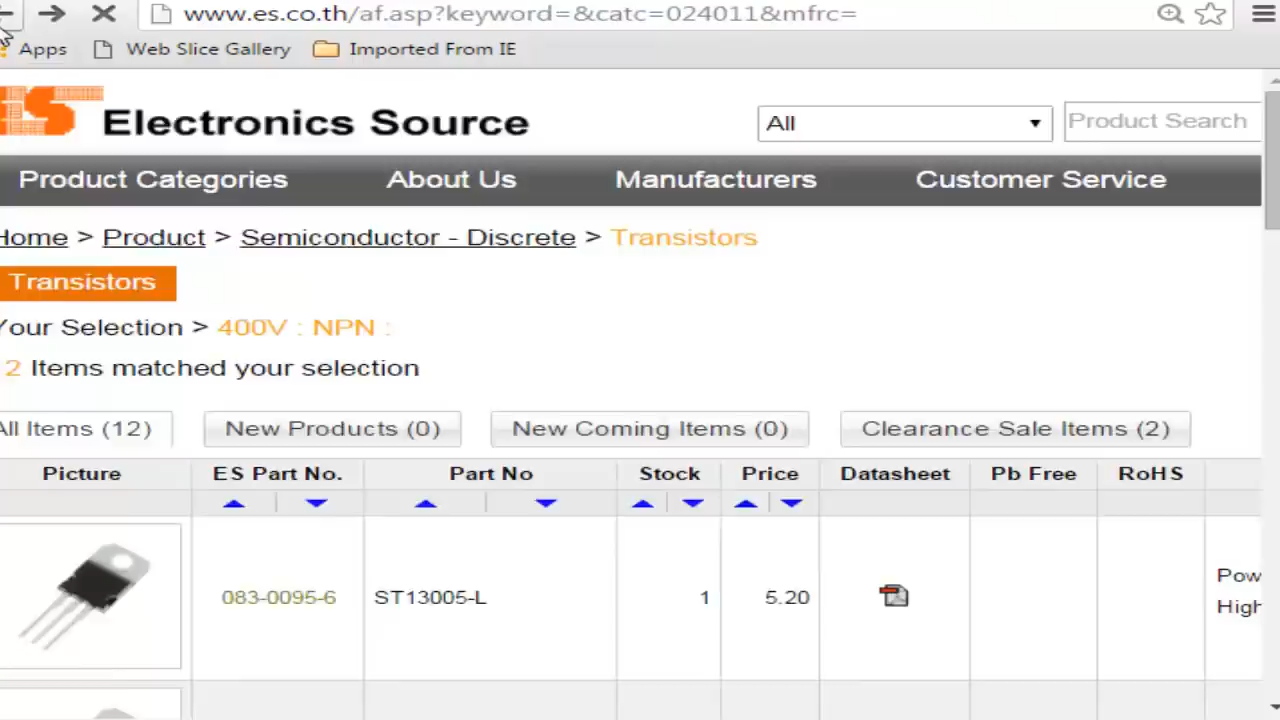 www.es.co.th/af.asp?keyword=&catc=024011&mfrc=
Apps Web Slice Gallery Imported From IE
ES Electronics Source All Product Search
Product Categories About Us Manufacturers Customer Service
Home > Product > Semiconductor - Discrete > Transistors
Transistors
Your Selection > 400V : NPN :
2 Items matched your selection
All Items (12) New Products (0) New Coming Items (0) Clearance Sale Items (2)
Picture ES Part No. Part No Stock Price Datasheet Pb Free RoHS
083-0095-6 ST13005-L 1 5.20
Pow
High